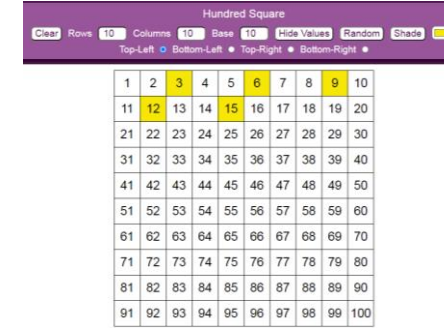 Hundred Square
Clear Rows 10 Columns 10 Base 10 Hide Values Random Shade
Top-Left Bottom-Left Top-Right Bottom-Right
1 2 3 4 5 6 7 8 9 10
11 12 13 14 15 16 17 18 19 20
21 22 23 24 25 26 27 28 29 30
31 32 33 34 35 36 37 38 39 40
41 42 43 44 45 46 47 48 49 50
51 52 53 54 55 56 57 58 59 60
61 62 63 64 65 66 67 68 69 70
71 72 73 74 75 76 77 78 79 80
81 82 83 84 85 86 87 88 89 90
91 92 93 94 95 96 97 98 99 100